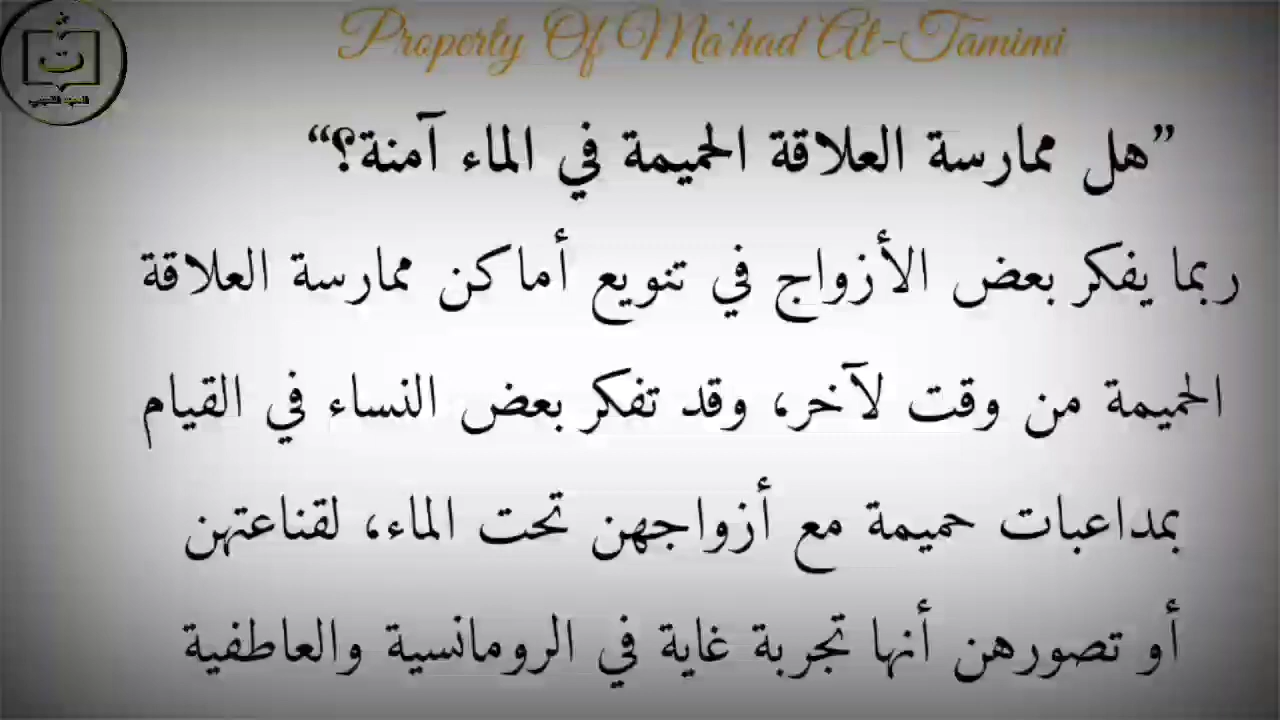 Property Of Ma'had At-Tamimi
ت
المعهد التميمي
”هل ممارسة العلاقة الحميمة في الماء آمنة؟“
ربما يفكر بعض الأزواج في تنويع أماكن ممارسة العلاقة
الحميمة من وقت لآخر، وقد تفكر بعض النساء في القيام
بمداعبات حميمة مع أزواجهن تحت الماء، لقناعتهن
أو تصورهن أنها تجربة غاية في الرومانسية والعاطفية